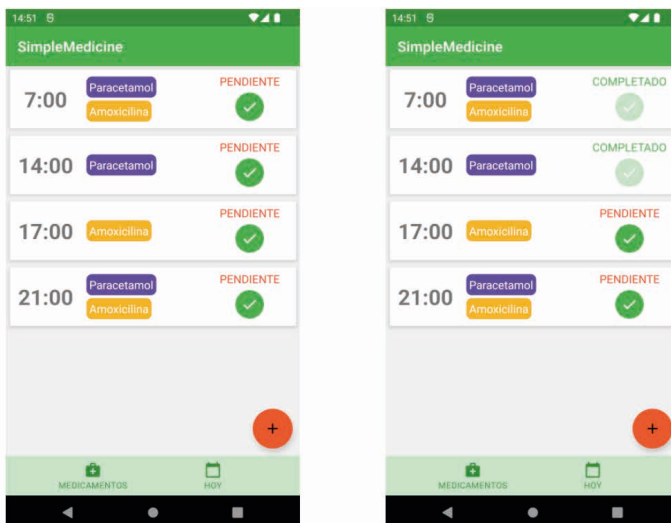 14:51
SimpleMedicine
7:00 Paracetamol Amoxicilina PENDIENTE
14:00 Paracetamol PENDIENTE
17:00 Amoxicilina PENDIENTE
21:00 Paracetamol Amoxicilina PENDIENTE
+
MEDICAMENTOS HOY
14:51
SimpleMedicine
7:00 Paracetamol Amoxicilina COMPLETADO
14:00 Paracetamol COMPLETADO
17:00 Amoxicilina PENDIENTE
21:00 Paracetamol Amoxicilina PENDIENTE
+
MEDICAMENTOS HOY